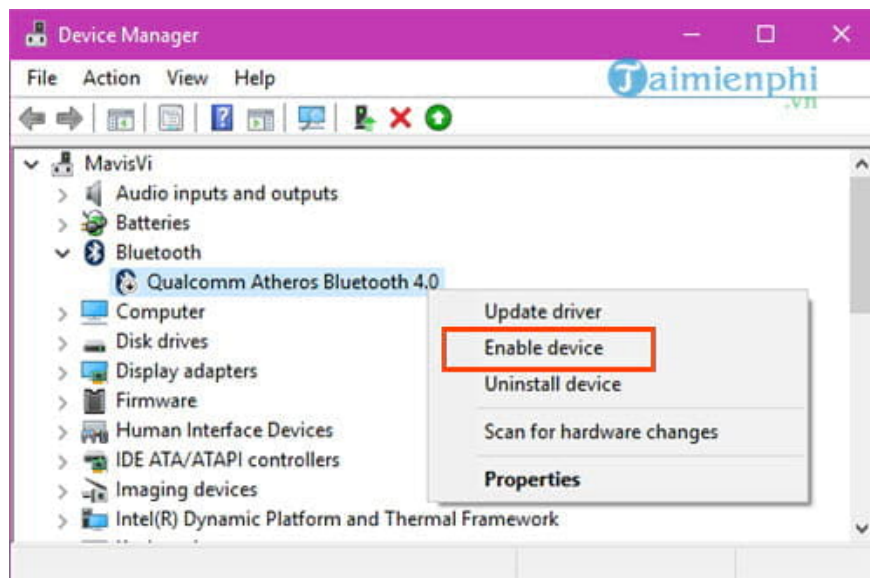 Device Manager
File Action View Help
Taimienphi
.vn
MavisVi
Audio inputs and outputs
Batteries
Bluetooth
Qualcomm Atheros Bluetooth 4.0
Computer
Disk drives
Display adapters
Firmware
Human Interface Devices
IDE ATA/ATAPI controllers
Imaging devices
Intel(R) Dynamic Platform and Thermal Framework
Update driver
Enable device
Uninstall device
Scan for hardware changes
Properties